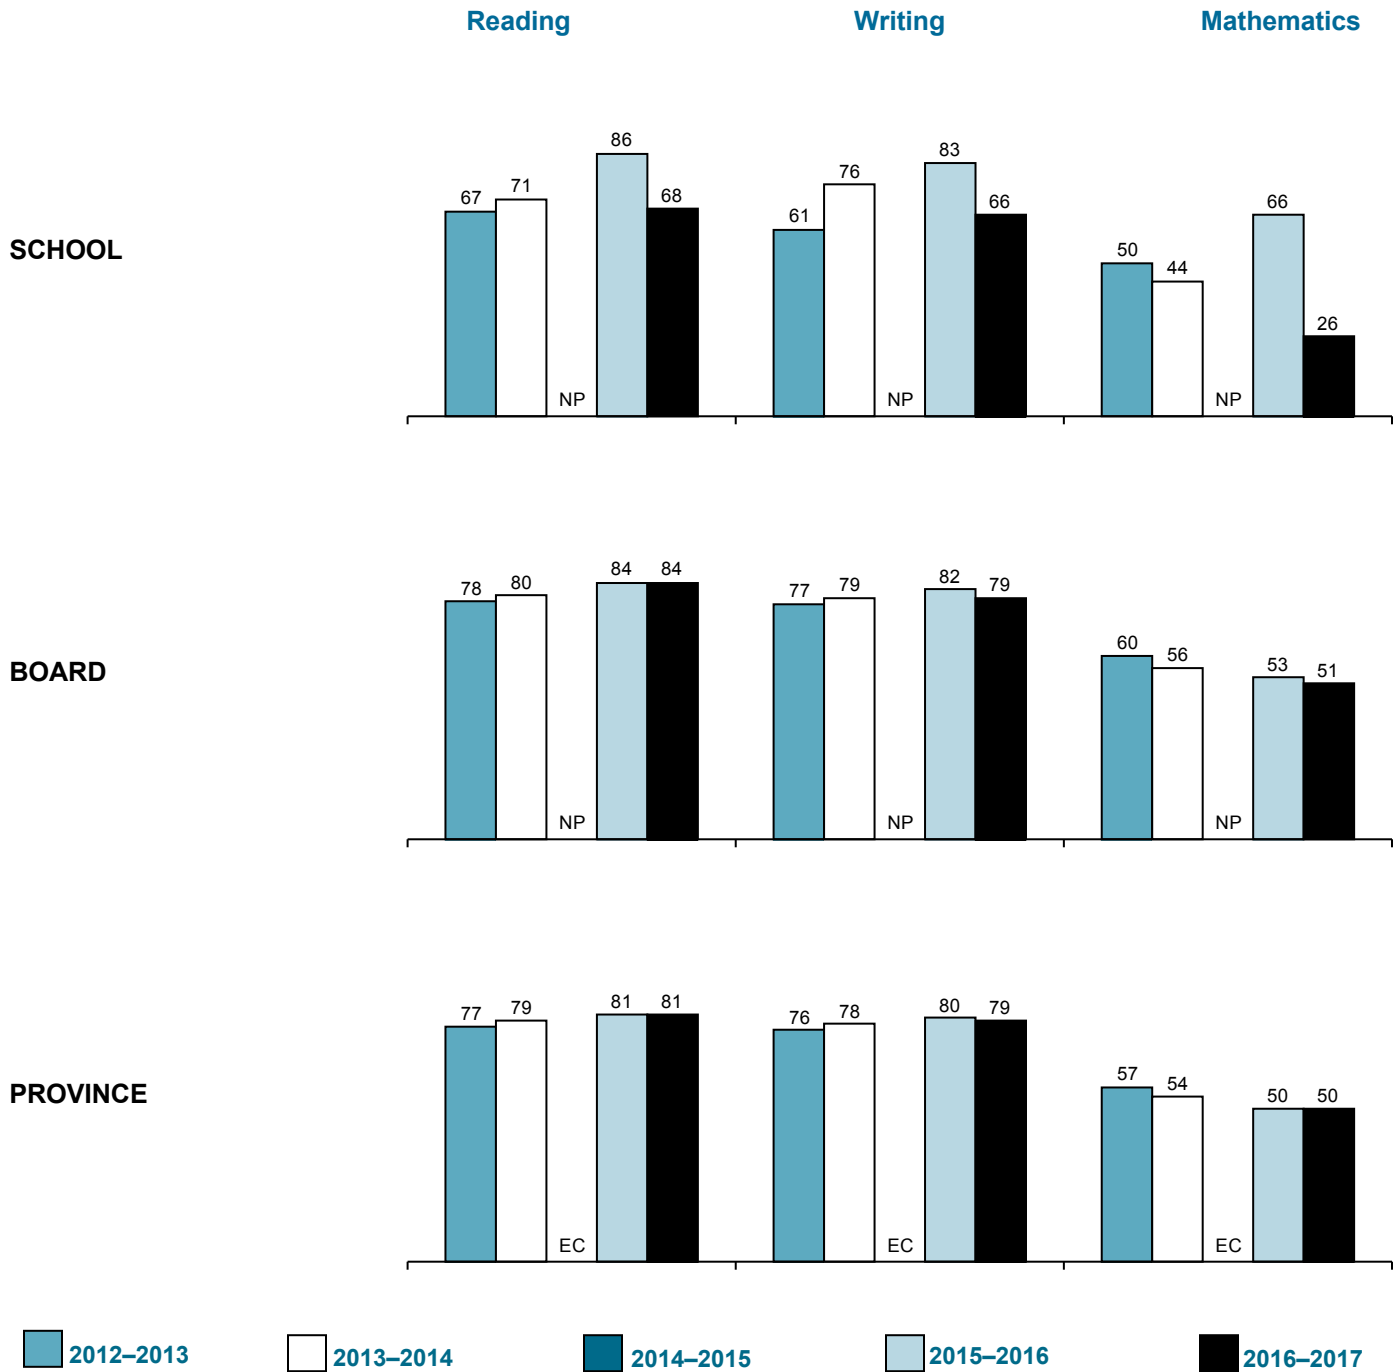 Reading Writing Mathematics
SCHOOL
67 71 NP 86 68 61 76 NP 83 66 50 44 NP 66 26
BOARD
78 80 NP 84 84 77 79 NP 82 79 60 56 NP 53 51
PROVINCE
77 79 EC 81 81 76 78 EC 80 79 57 54 EC 50 50
2012–2013 2013–2014 2014–2015 2015–2016 2016–2017